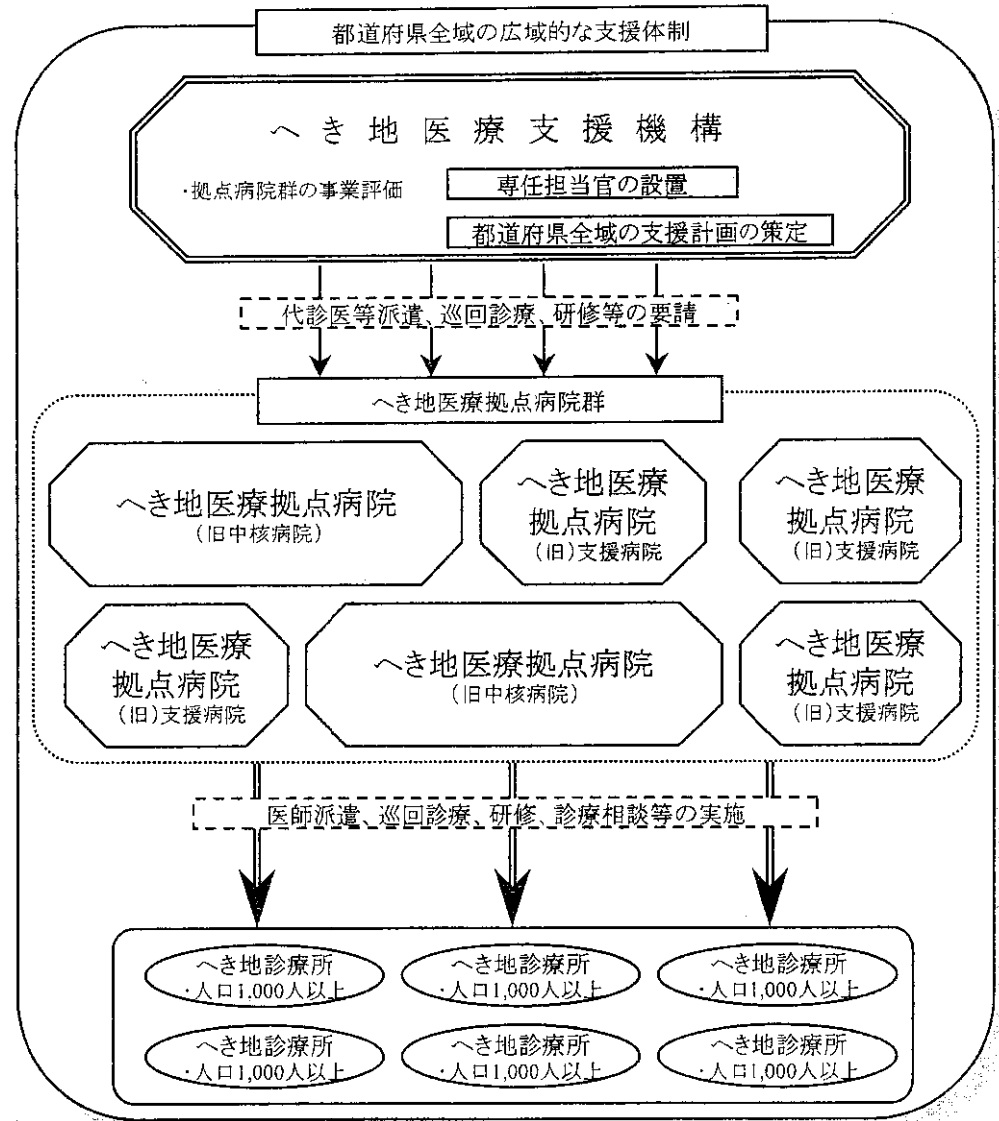 都道府県全域の広域的な支援体制
へき地医療支援機構
・拠点病院群の事業評価
専任担当官の設置
都道府県全域の支援計画の策定
代診医等派遣、巡回診療、研修等の要請
へき地医療拠点病院群
へき地医療拠点病院
(旧中核病院)
へき地医療
拠点病院
(旧)支援病院
へき地医療
拠点病院
(旧)支援病院
へき地医療
拠点病院
(旧)支援病院
へき地医療拠点病院
(旧中核病院)
へき地医療
拠点病院
(旧)支援病院
医師派遣、巡回診療、研修、診療相談等の実施
へき地診療所
・人口1,000人以上
へき地診療所
・人口1,000人以上
へき地診療所
・人口1,000人以上
へき地診療所
・人口1,000人以上
へき地診療所
・人口1,000人以上
へき地診療所
・人口1,000人以上